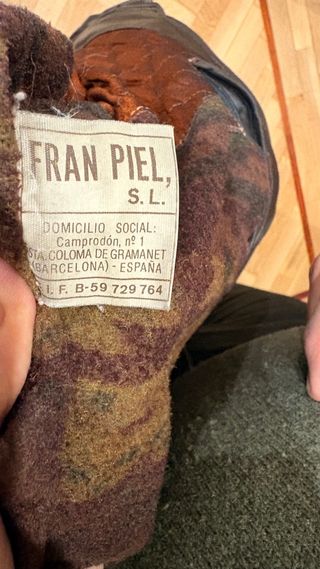 FRAN PIEL,
S. L.
DOMICILIO SOCIAL:
Camprodón, nº 1
STA. COLOMA DE GRAMANET
(BARCELONA) - ESPAÑA
I. F. B-59 729 764